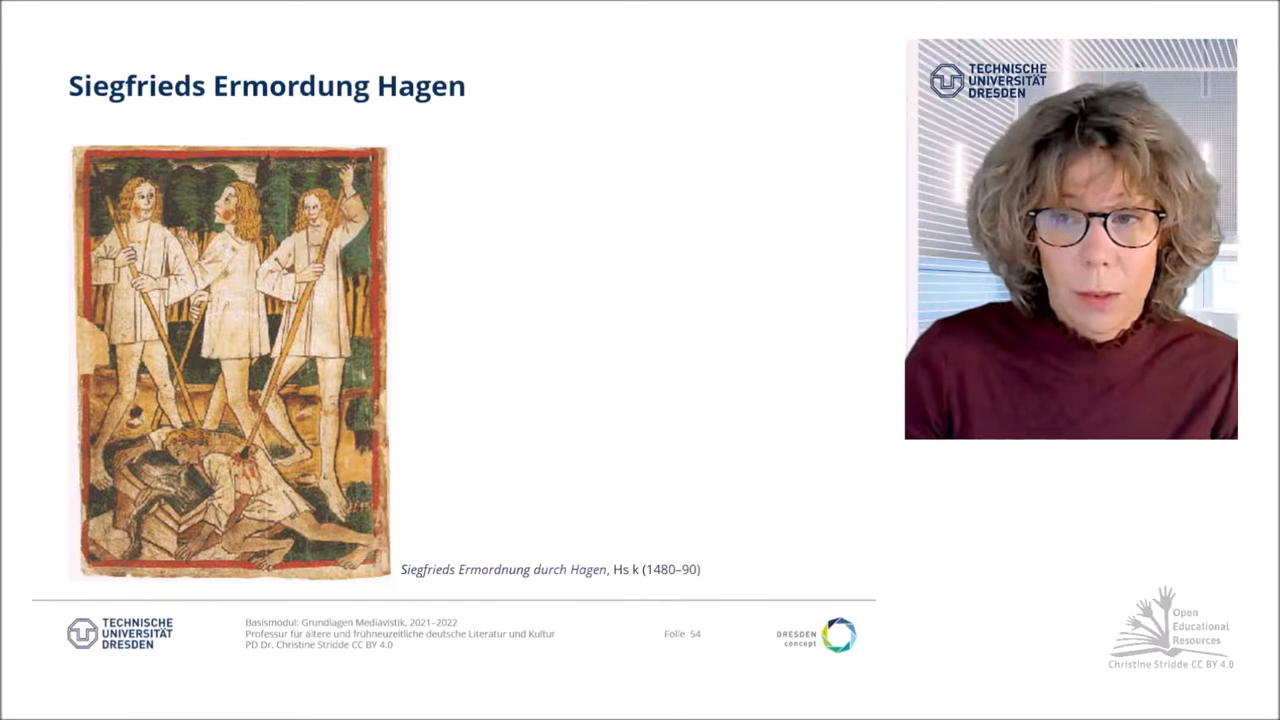 Siegfrieds Ermordung Hagen
TECHNISCHE
UNIVERSITÄT
DRESDEN
Siegfrieds Ermordnung durch Hagen, Hs k (1480–90)
TECHNISCHE
UNIVERSITÄT
DRESDEN
Basismodul: Grundlagen Mediävistik, 2021–2022
Professur für ältere und frühneuzeitliche deutsche Literatur und Kultur
PD Dr. Christine Stridde CC BY 4.0
Folie 54
DRESDEN
concept
Open
Educational
Resources
Christine Stridde CC BY 4.0